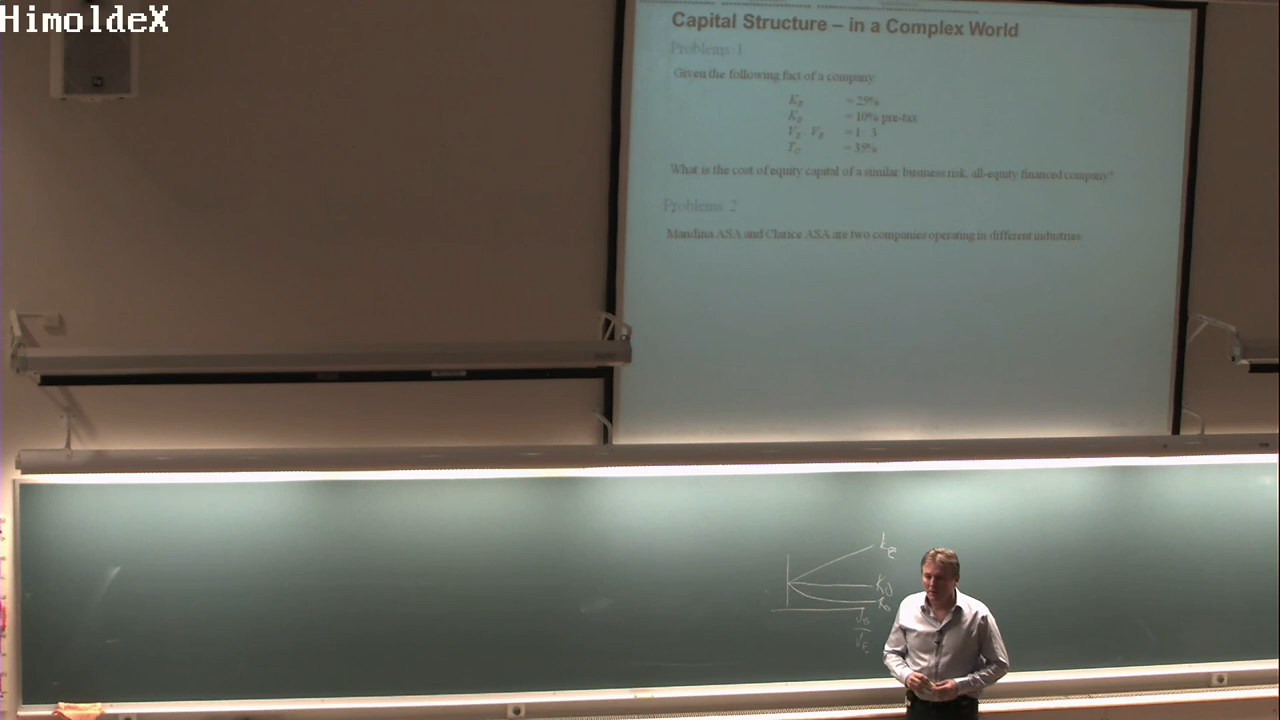 HimoldeX
Capital Structure – in a Complex World
Problems 1
Given the following fact of a company
K_E = 25%
= 10% pre-tax
= 1 3
T_C = 35%
What is the cost of equity capital of a similar business risk, all-equity financed company?
Problems 2
Mandina ASA and Clarice ASA are two companies operating in different industries.